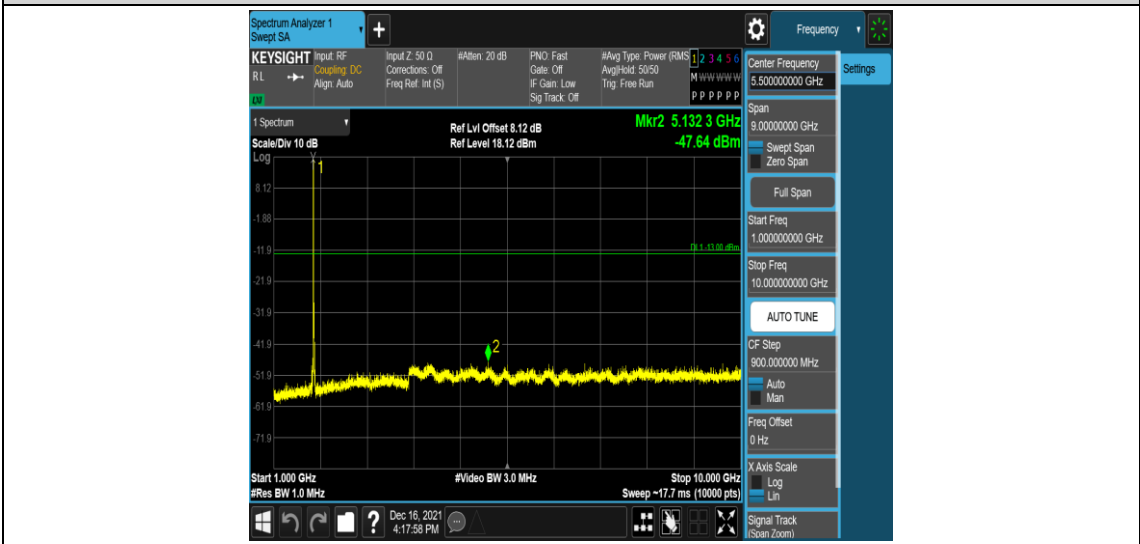 Spectrum Analyzer 1
Swept SA
+
Frequency
KEYSIGHT
RL
LXI
Input: RF
Coupling: DC
Align: Auto
Input Z: 50 Ω
Corrections: Off
Freq Ref: Int (S)
#Atten: 20 dB
PNO: Fast
Gate: Off
IF Gain: Low
Sig Track: Off
#Avg Type: Power (RMS
Avg|Hold: 50/50
Trig: Free Run
1 2 3 4 5 6
M W W W W W
P P P P P P
1 Spectrum
Scale/Div 10 dB
Log
Ref Lvl Offset 8.12 dB
Ref Level 18.12 dBm
Mkr2 5.132 3 GHz
-47.64 dBm
1
8.12
-1.88
-11.9
DL1 -13.00 dBm
-21.9
-31.9
-41.9
2
-51.9
-61.9
-71.9
Start 1.000 GHz
#Res BW 1.0 MHz
#Video BW 3.0 MHz
Stop 10.000 GHz
Sweep ~17.7 ms (10000 pts)
?
Dec 16, 2021
4:17:58 PM
Center Frequency
5.500000000 GHz
Settings
Span
9.00000000 GHz
Swept Span
Zero Span
Full Span
Start Freq
1.000000000 GHz
Stop Freq
10.000000000 GHz
AUTO TUNE
CF Step
900.000000 MHz
Auto
Man
Freq Offset
0 Hz
X Axis Scale
Log
Lin
Signal Track
(Span Zoom)